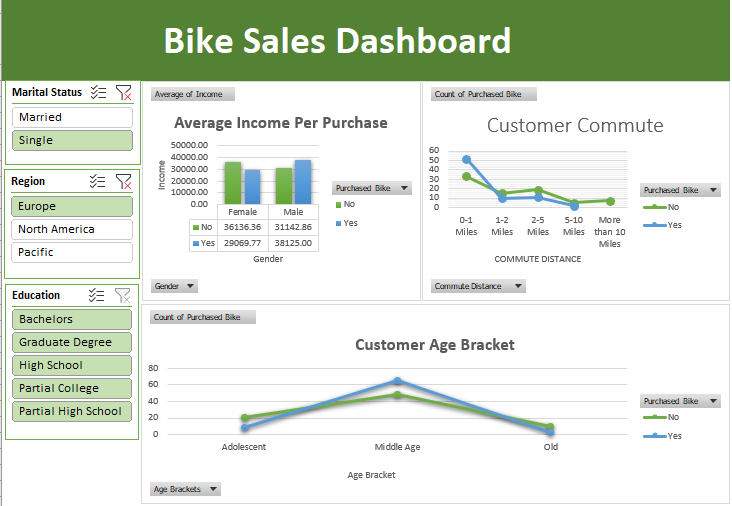 Bike Sales Dashboard
Marital Status
Married
Single
Region
Europe
North America
Pacific
Education
Bachelors
Graduate Degree
High School
Partial College
Partial High School
Average of Income
Average Income Per Purchase
50000.00
40000.00
30000.00
20000.00
10000.00
0.00
Income
Female Male
No 36136.36 31142.86
Yes 29069.77 38125.00
Gender
Purchased Bike
No
Yes
Gender
Count of Purchased Bike
Customer Commute
60
50
40
30
20
10
0
0-1 Miles
1-2 Miles
2-5 Miles
5-10 Miles
More than 10 Miles
COMMUTE DISTANCE
Purchased Bike
No
Yes
Commute Distance
Count of Purchased Bike
Customer Age Bracket
80
60
40
20
0
Adolescent Middle Age Old
Age Bracket
Purchased Bike
No
Yes
Age Brackets